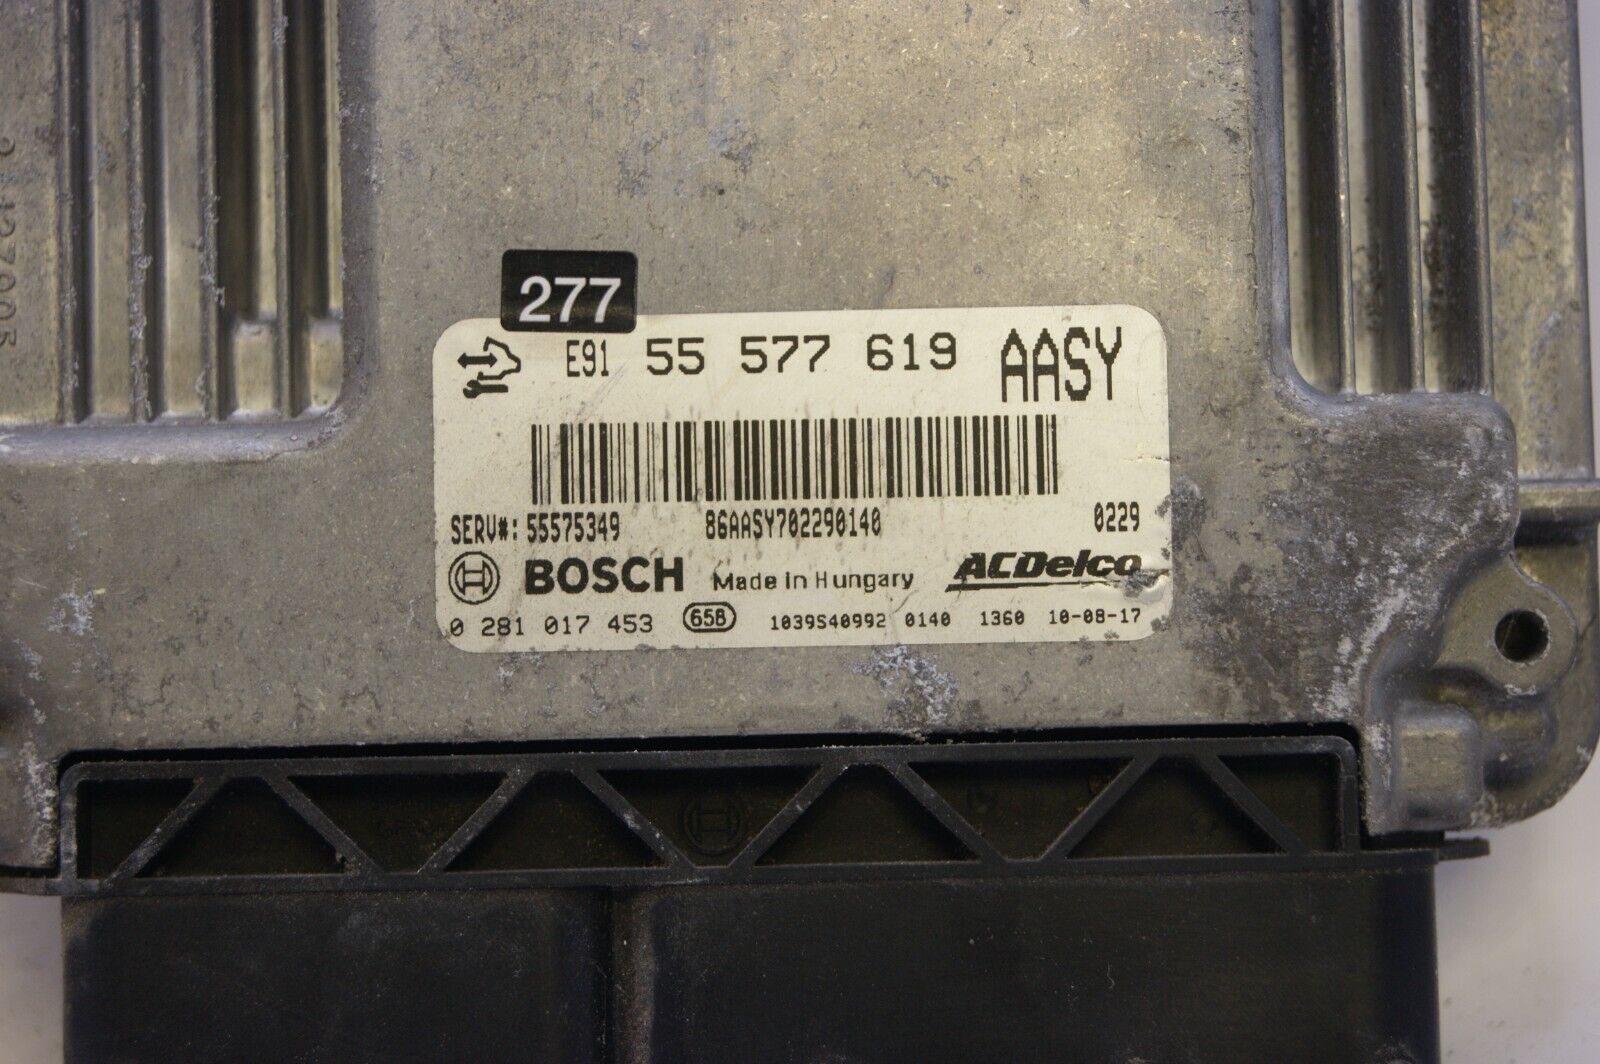 277
E91 55 577 619 AASY
SERV#: 55575349 86AASY702290140 0229
BOSCH Made in Hungary ACDelco
0 281 017 453 658 1039S40992 0140 1360 10-08-17